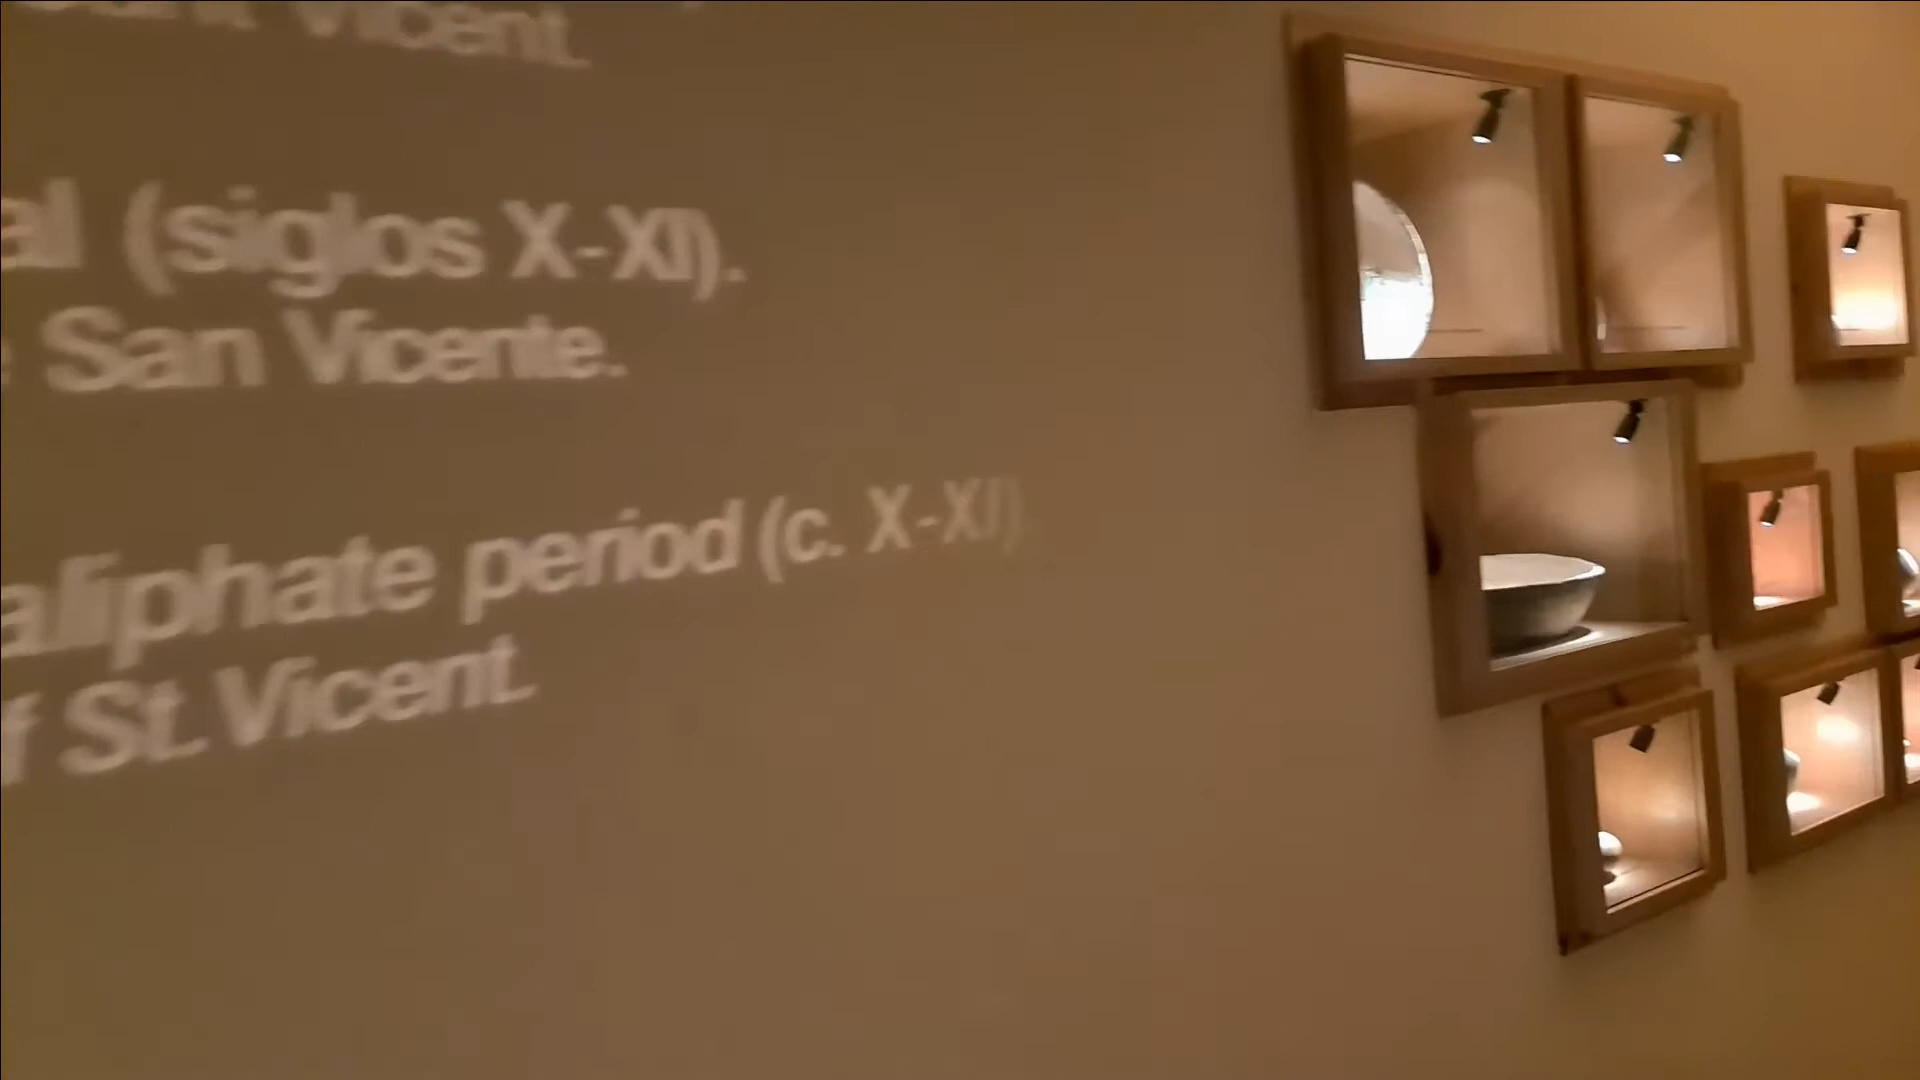 Vicent.
al (siglos X-XI).
San Vicente.
aliphate period (c. X-XI)
f St. Vicent.